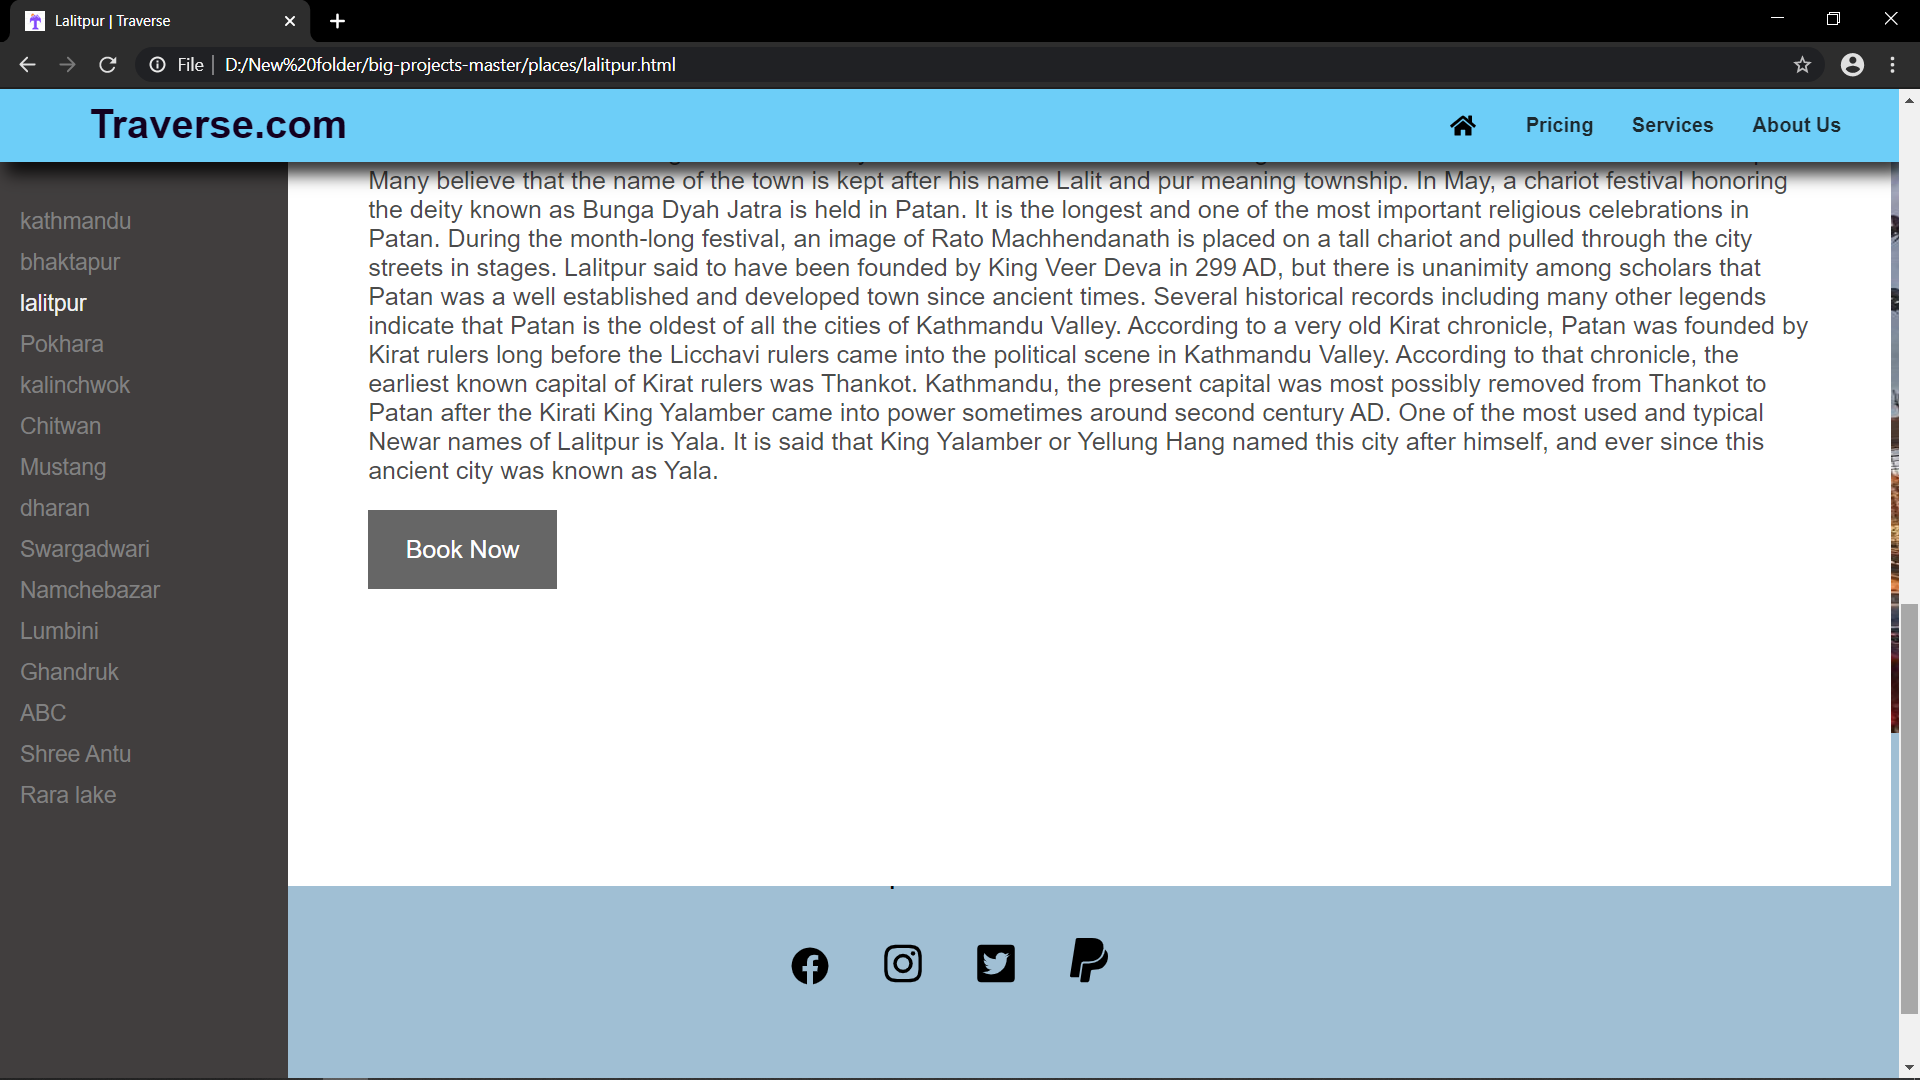 Lalitpur | Traverse
File | D:/New%20folder/big-projects-master/places/lalitpur.html
Traverse.com
Pricing
Services
About Us
kathmandu
bhaktapur
lalitpur
Pokhara
kalinchwok
Chitwan
Mustang
dharan
Swargadwari
Namchebazar
Lumbini
Ghandruk
ABC
Shree Antu
Rara lake
Many believe that the name of the town is kept after his name Lalit and pur meaning township. In May, a chariot festival honoring
the deity known as Bunga Dyah Jatra is held in Patan. It is the longest and one of the most important religious celebrations in
Patan. During the month-long festival, an image of Rato Machhendanath is placed on a tall chariot and pulled through the city
streets in stages. Lalitpur said to have been founded by King Veer Deva in 299 AD, but there is unanimity among scholars that
Patan was a well established and developed town since ancient times. Several historical records including many other legends
indicate that Patan is the oldest of all the cities of Kathmandu Valley. According to a very old Kirat chronicle, Patan was founded by
Kirat rulers long before the Licchavi rulers came into the political scene in Kathmandu Valley. According to that chronicle, the
earliest known capital of Kirat rulers was Thankot. Kathmandu, the present capital was most possibly removed from Thankot to
Patan after the Kirati King Yalamber came into power sometimes around second century AD. One of the most used and typical
Newar names of Lalitpur is Yala. It is said that King Yalamber or Yellung Hang named this city after himself, and ever since this
ancient city was known as Yala.
Book Now